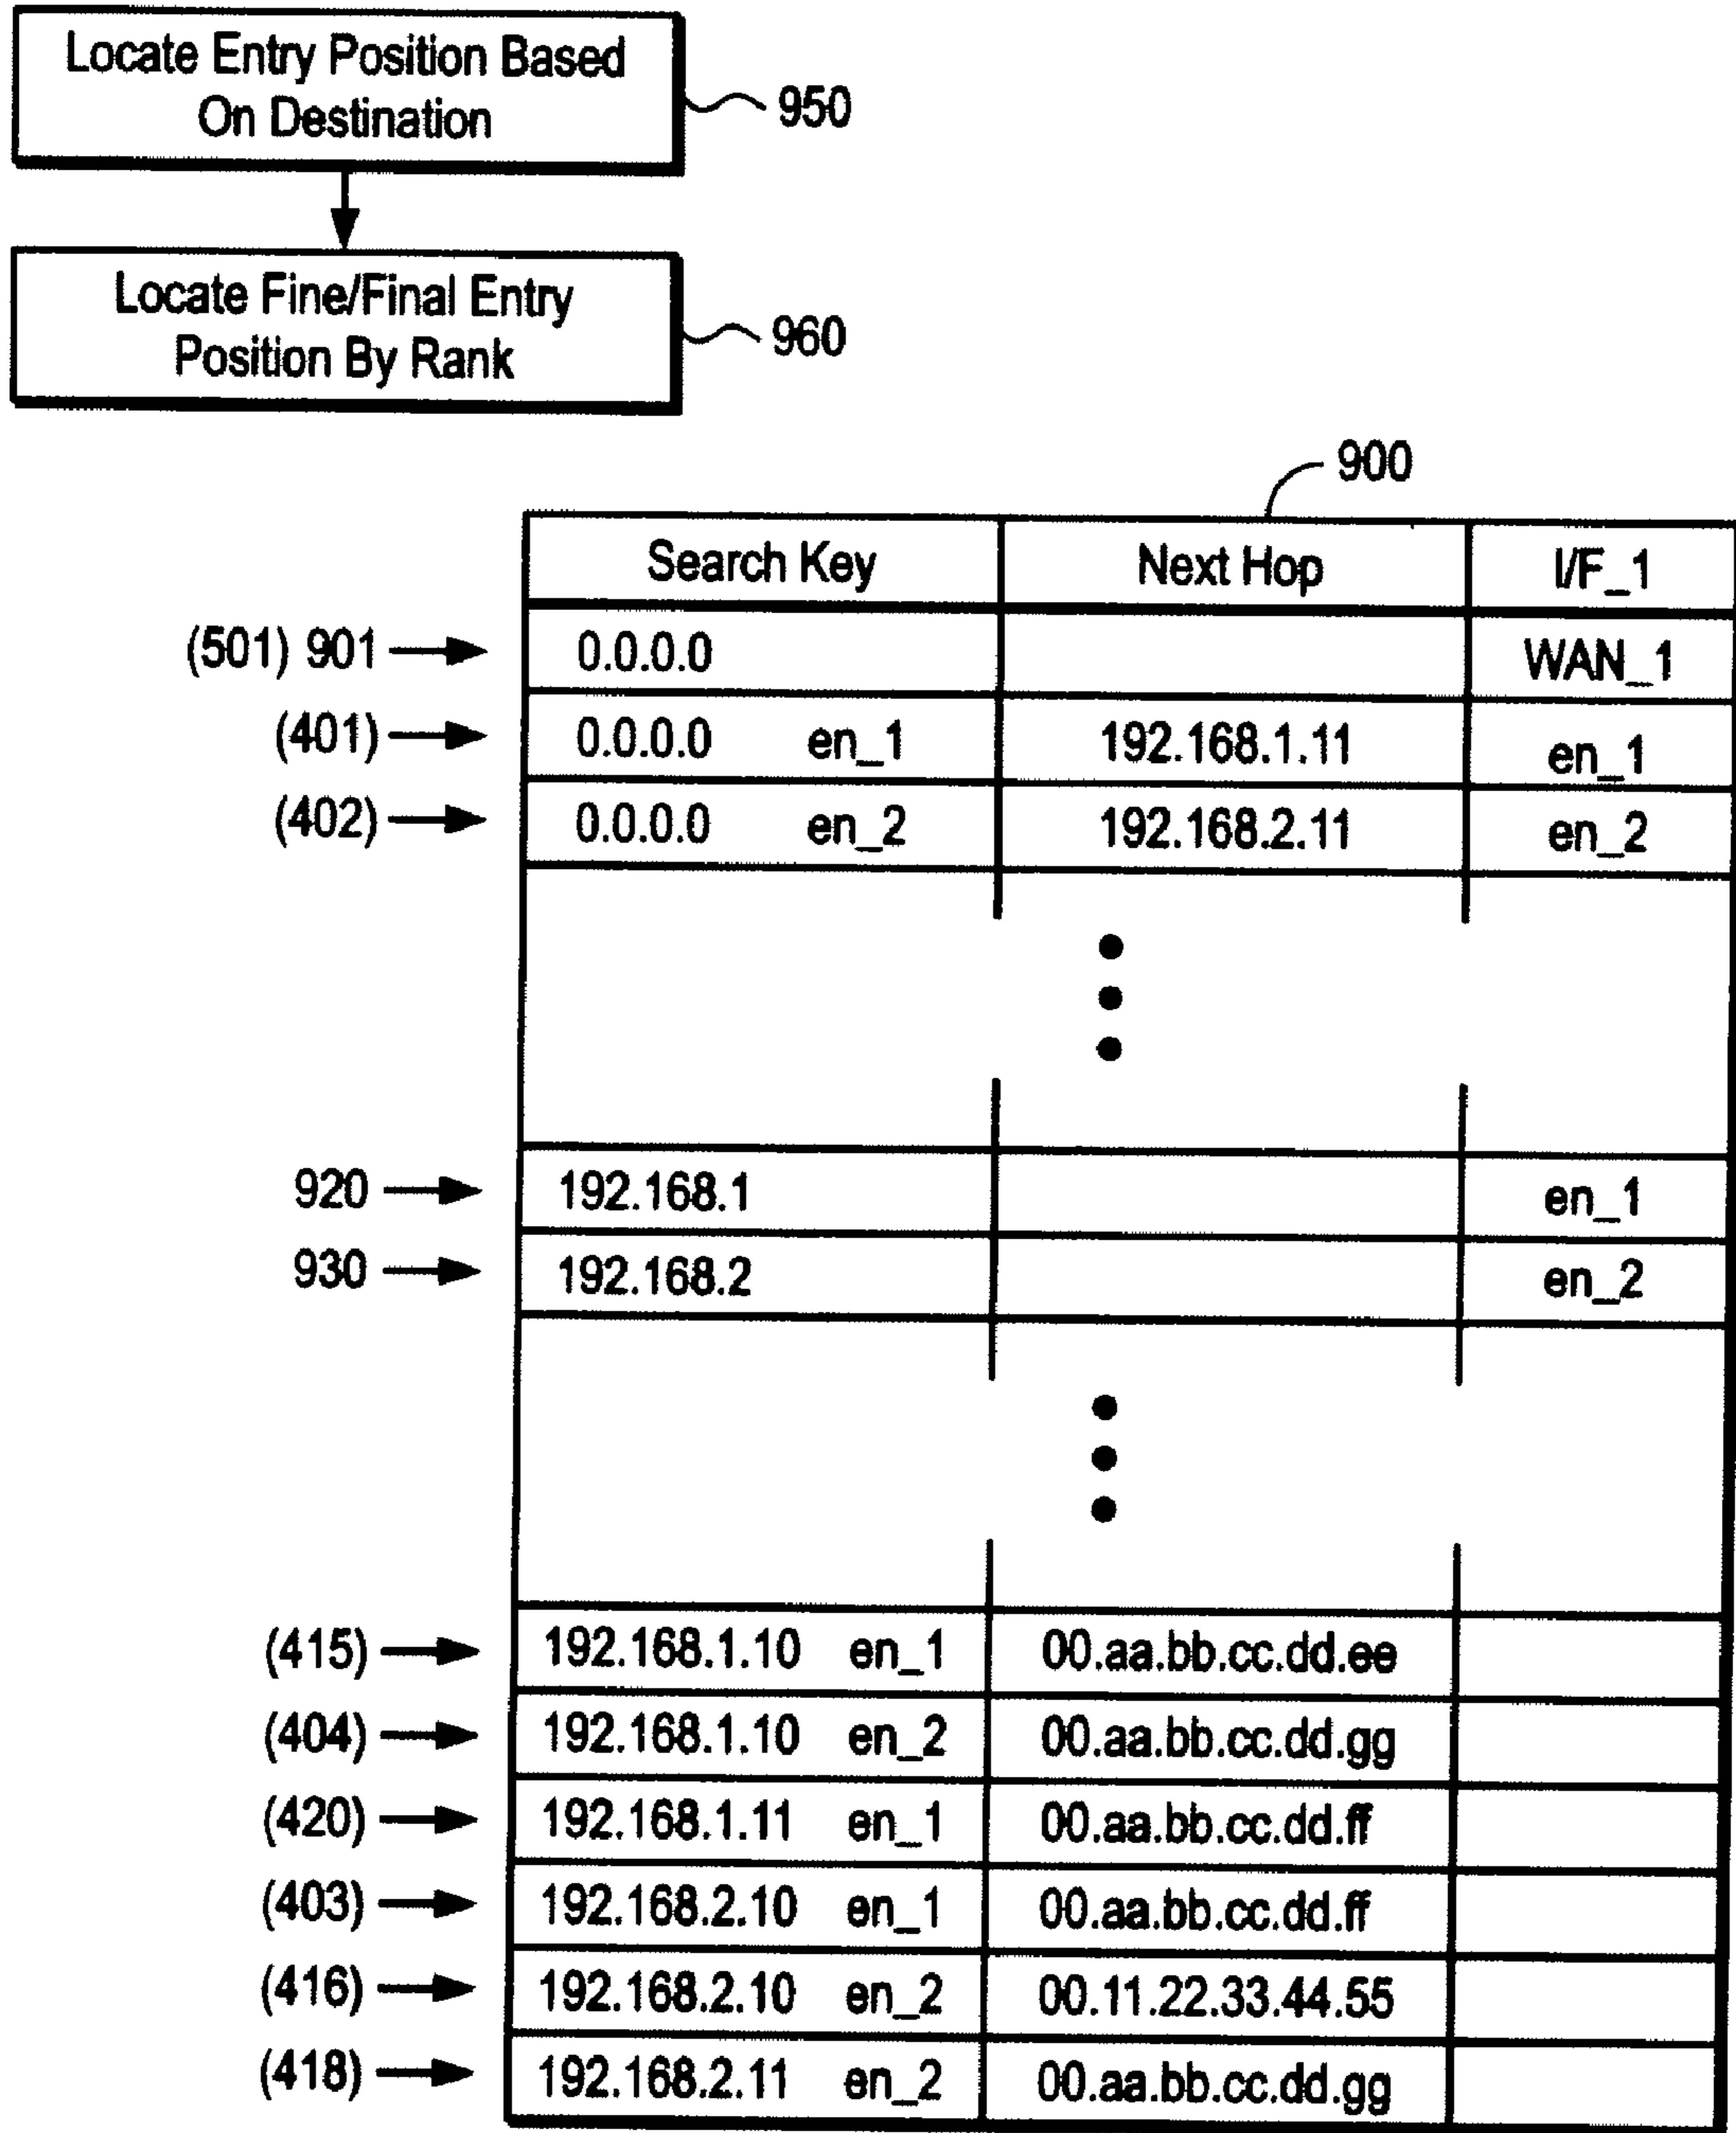 Locate Entry Position Based
On Destination
950
Locate Fine/Final Entry
Position By Rank
960
900
Search Key Next Hop I/F_1
(501) 901 0.0.0.0 WAN_1
(401) 0.0.0.0 en_1 192.168.1.11 en_1
(402) 0.0.0.0 en_2 192.168.2.11 en_2
920 192.168.1 en_1
930 192.168.2 en_2
(415) 192.168.1.10 en_1 00.aa.bb.cc.dd.ee
(404) 192.168.1.10 en_2 00.aa.bb.cc.dd.gg
(420) 192.168.1.11 en_1 00.aa.bb.cc.dd.ff
(403) 192.168.2.10 en_1 00.aa.bb.cc.dd.ff
(416) 192.168.2.10 en_2 00.11.22.33.44.55
(418) 192.168.2.11 en_2 00.aa.bb.cc.dd.gg